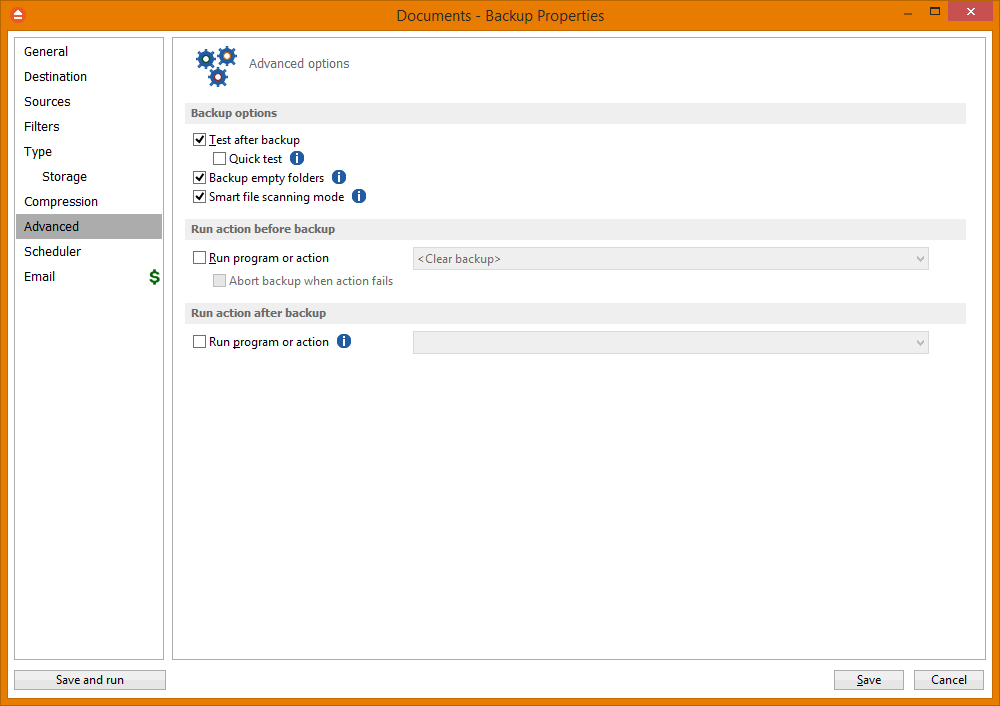 Documents - Backup Properties
General
Destination
Sources
Filters
Type
Storage
Compression
Advanced
Scheduler
Email $
Advanced options
Backup options
Test after backup
Quick test i
Backup empty folders i
Smart file scanning mode i
Run action before backup
Run program or action <Clear backup>
Abort backup when action fails
Run action after backup
Run program or action i
Save and run Save Cancel